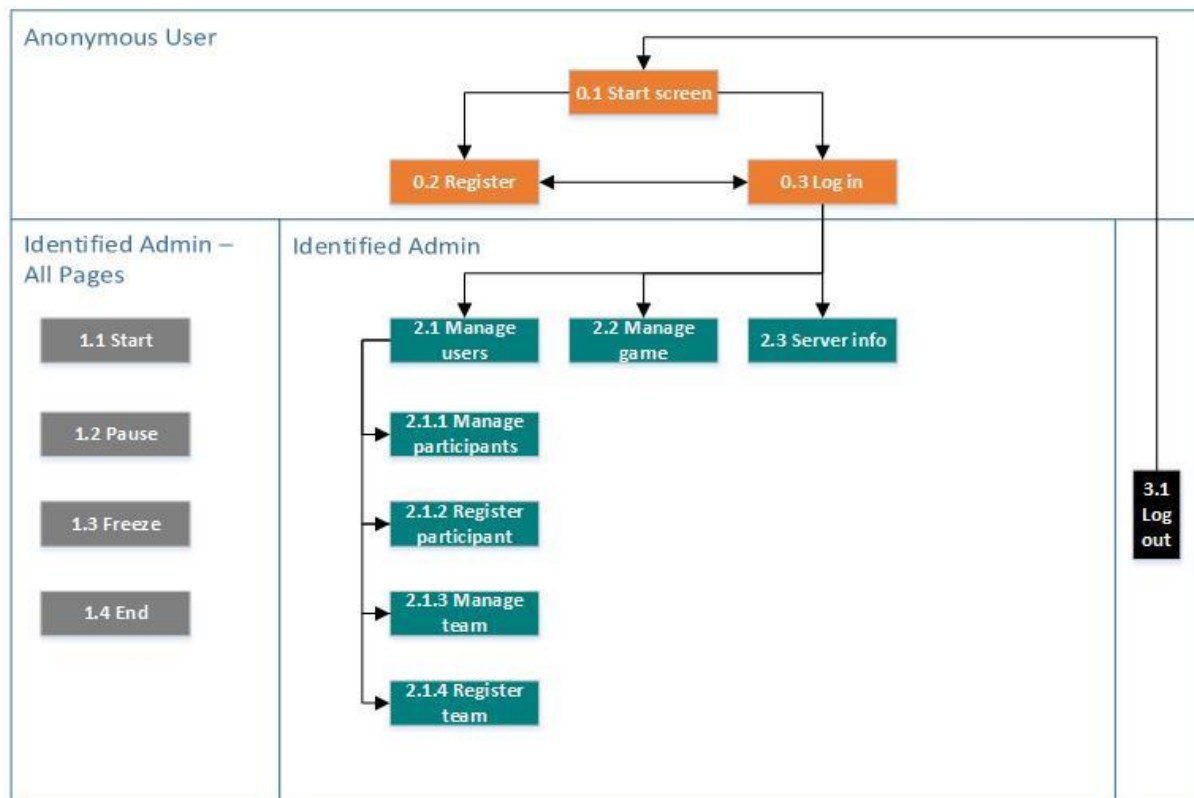 Anonymous User
0.1 Start screen
0.2 Register
0.3 Log in
Identified Admin –
All Pages
Identified Admin
1.1 Start
2.1 Manage
users
2.2 Manage
game
2.3 Server info
1.2 Pause
2.1.1 Manage
participants
1.3 Freeze
2.1.2 Register
participant
3.1
Log
out
1.4 End
2.1.3 Manage
team
2.1.4 Register
team